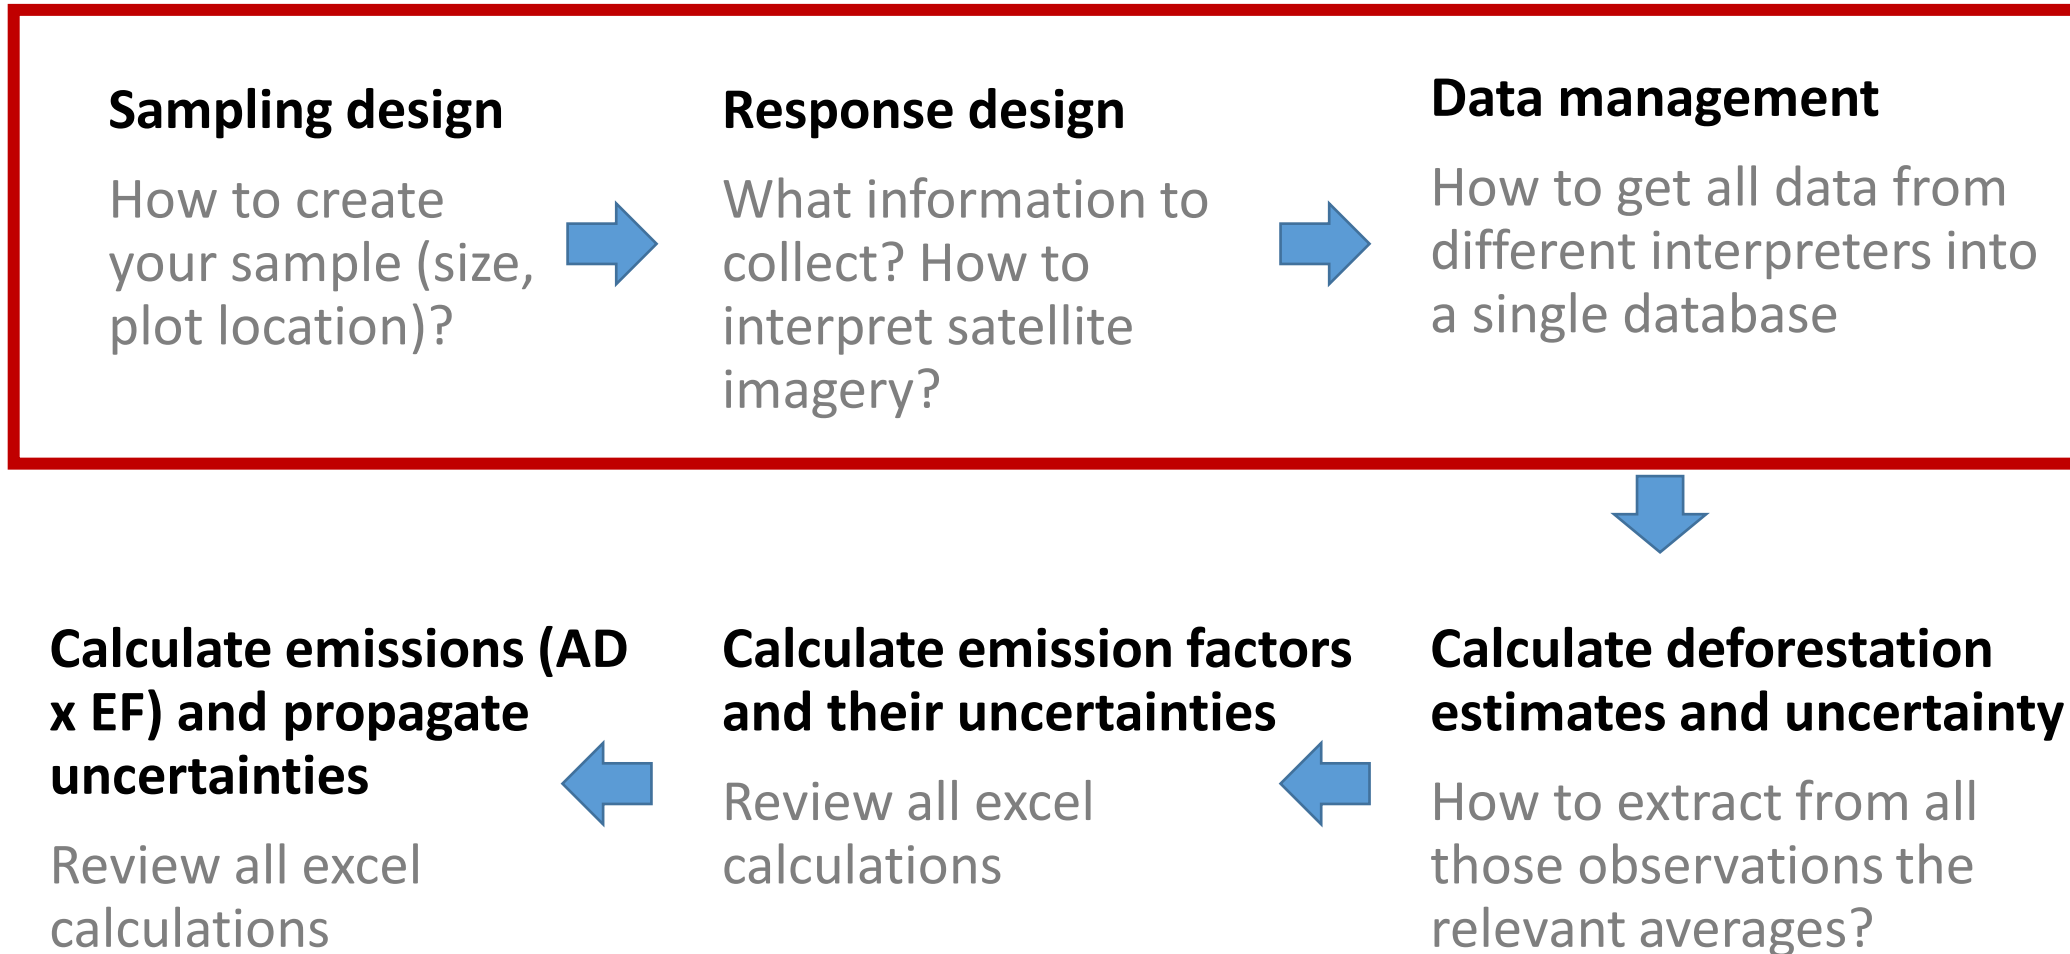 Sampling design
How to create
your sample (size,
plot location)?
Response design
What information to
collect? How to
interpret satellite
imagery?
Data management
How to get all data from
different interpreters into
a single database
Calculate deforestation
estimates and uncertainty
How to extract from all
those observations the
relevant averages?
Calculate emission factors
and their uncertainties
Review all excel
calculations
Calculate emissions (AD
x EF) and propagate
uncertainties
Review all excel
calculations